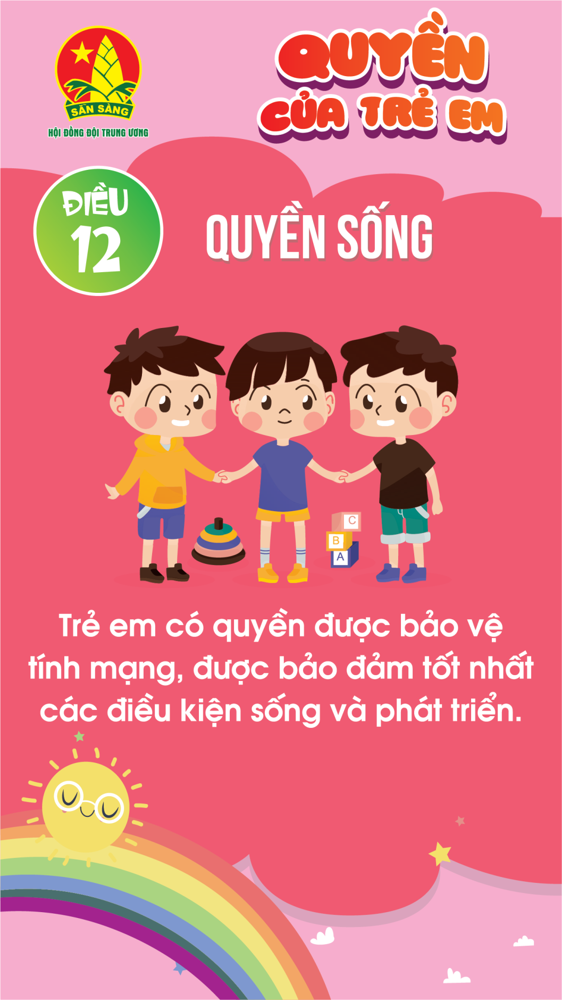 SẴN SÀNG
HỘI ĐỒNG ĐỘI TRUNG ƯƠNG
QUYỀN
CỦA TRẺ EM
ĐIỀU
12
QUYỀN SỐNG
C
B
A
Trẻ em có quyền được bảo vệ
tính mạng, được bảo đảm tốt nhất
các điều kiện sống và phát triển.